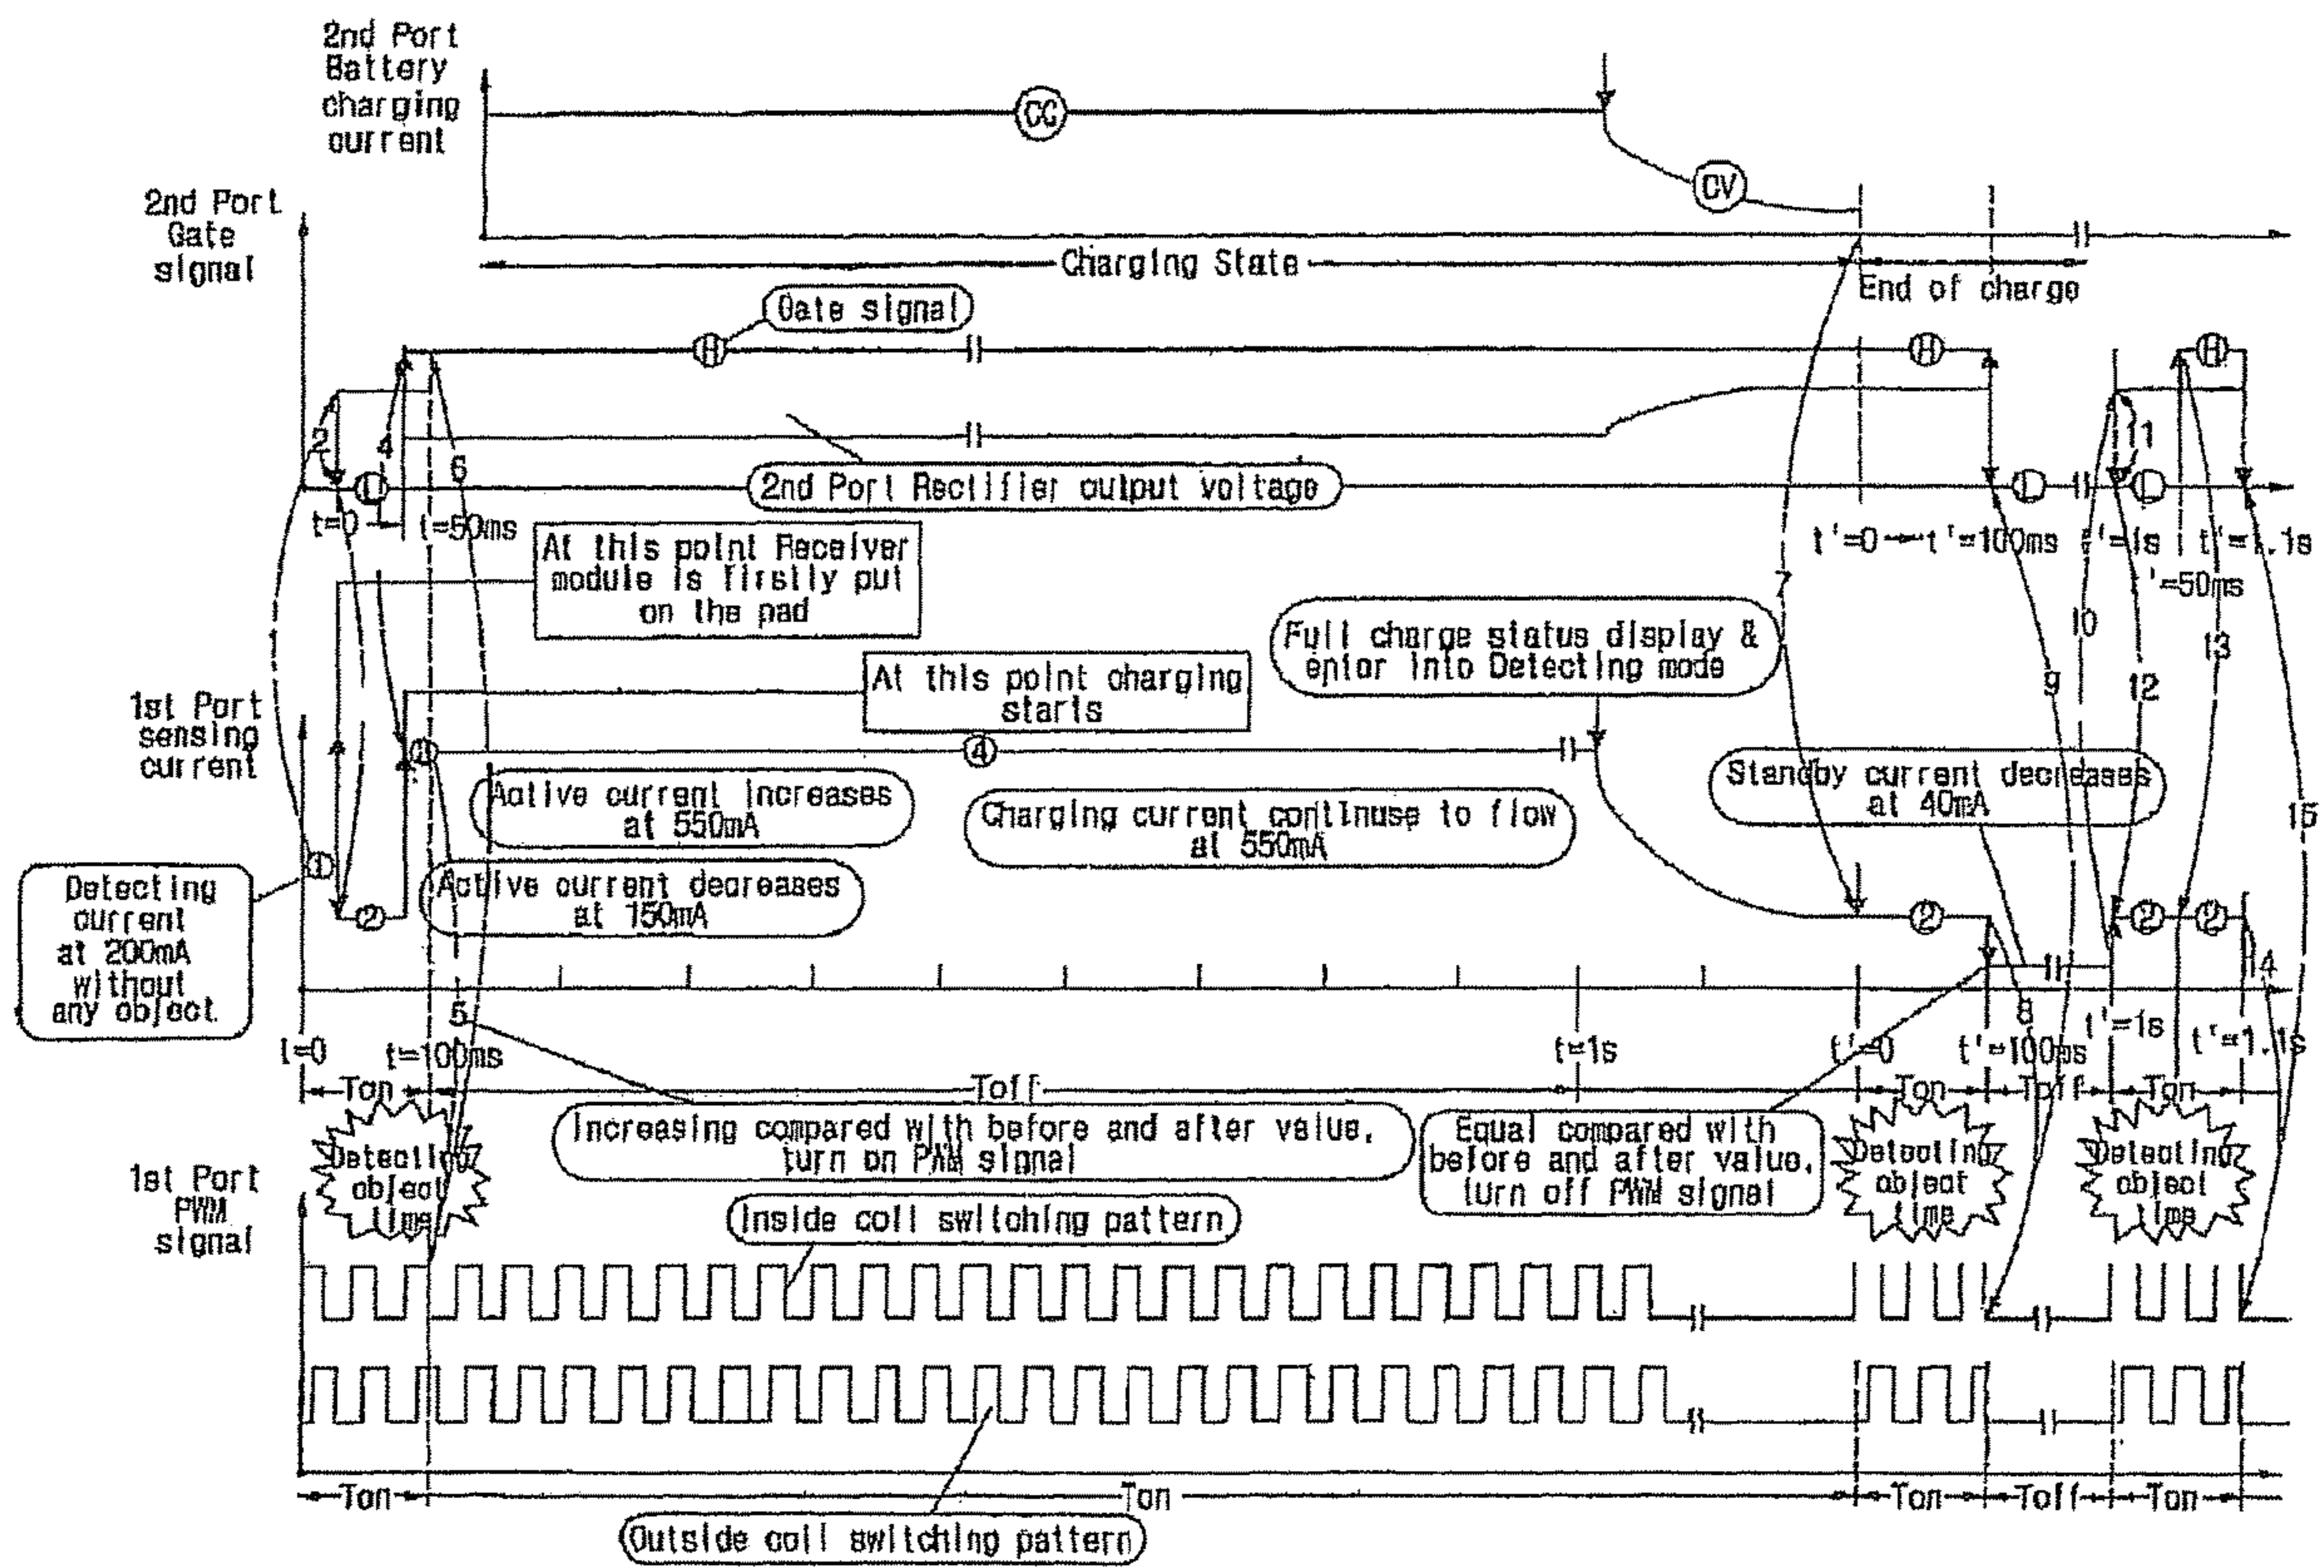 2nd Port
Battery
charging
current
CC
CV
2nd Port
Gate
signal
Charging State
End of charge
Gate signal
H
H
H
2
4
6
11
L
2nd Port Rectifier output voltage
L
L
t=0
t=50ms
t'=0
t'=100ms
t'=1s
t'=1.1s
'=50ms
At this point Receiver
module is firstly put
on the pad
7
10
13
Full charge status display &
enter into Detecting mode
9
12
At this point charging
starts
1st Port
sensing
current
4
Active current increases
at 550mA
Charging current continuse to flow
at 550mA
Standby current decreases
at 40mA
15
1
Detecting
current
at 200mA
without
any object.
Active current decreases
at 150mA
2
2
2
2
14
5
8
t=0
t=100ms
t=1s
t'=0
t'=100ms
t'=1s
t'=1.1s
Ton
Toff
Ton
Toff
Ton
Increasing compared with before and after value,
turn on PWM signal
Equal compared with
before and after value,
turn off PWM signal
Detecting
object
time
Detecting
object
time
Detecting
object
time
1st Port
PWM
signal
Inside coil switching pattern
Ton
Ton
Ton
Toff
Ton
Outside coil switching pattern